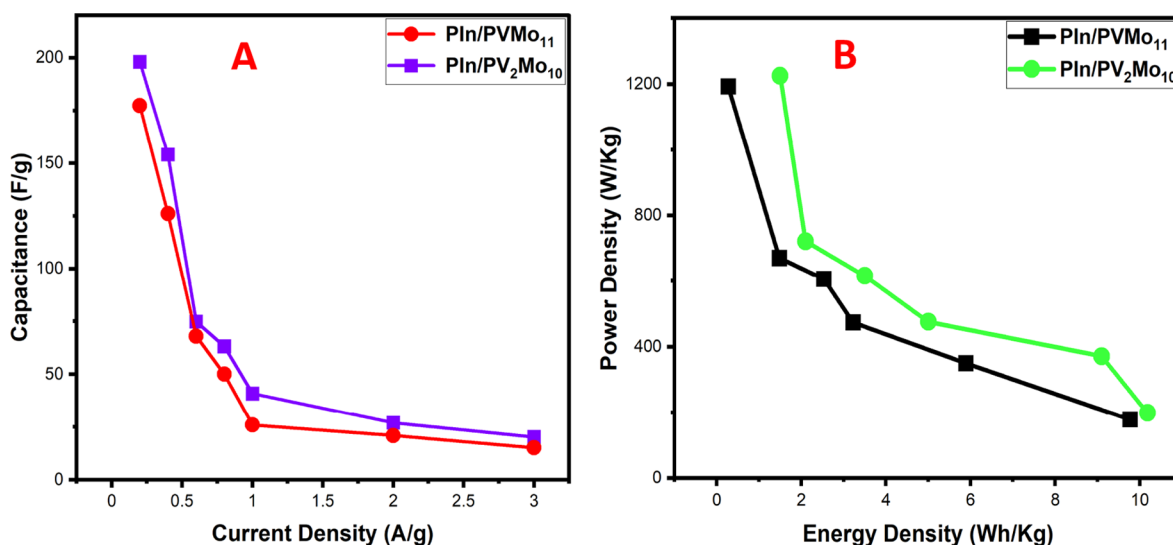 A
PIn/PVMo₁₁
PIn/PV₂Mo₁₀
Capacitance (F/g)
200
150
100
50
0
0 0.5 1 1.5 2 2.5 3
Current Density (A/g)
B
PIn/PVMo₁₁
PIn/PV₂Mo₁₀
Power Density (W/Kg)
1200
800
400
0
0 2 4 6 8 10
Energy Density (Wh/Kg)